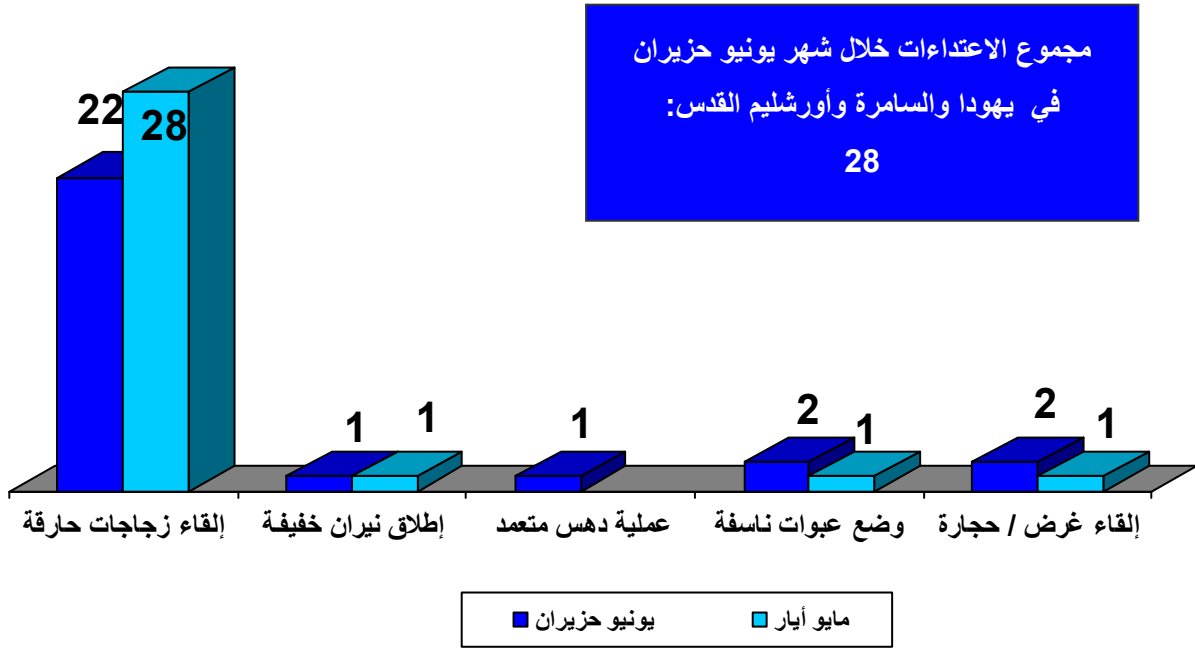 مجموع الاعتداءات خلال شهر يونيو حزيران
في يهودا والسامرة وأورشليم القدس:
28
22
28
1
1
1
2
1
2
1
إلقاء زجاجات حارقة
إطلاق نيران خفيفة
عملية دهس متعمد
وضع عبوات ناسفة
إلقاء غرض / حجارة
يونيو حزيران
مايو أيار